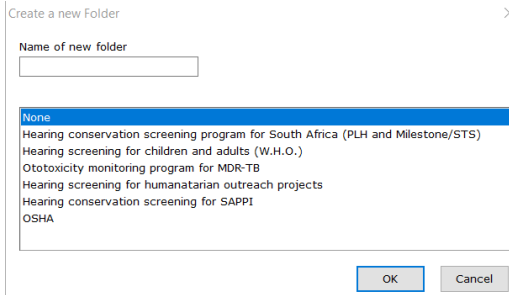 Create a new Folder
Name of new folder
None
Hearing conservation screening program for South Africa (PLH and Milestone/STS)
Hearing screening for children and adults (W.H.O.)
Ototoxicity monitoring program for MDR-TB
Hearing screening for humanatarian outreach projects
Hearing conservation screening for SAPPI
OSHA
OK
Cancel